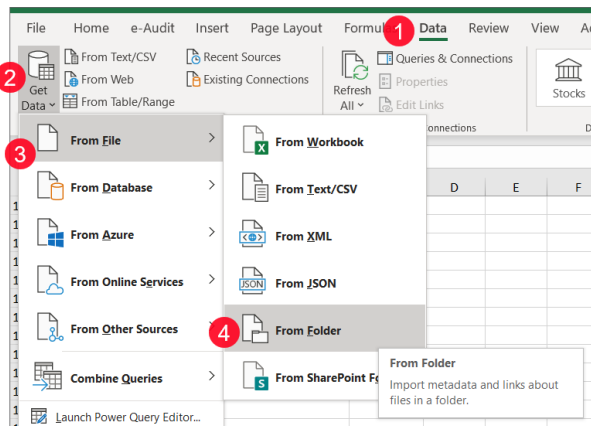 File Home e-Audit Insert Page Layout 1 Data Review View
2 Get Data
From Text/CSV
From Web
From Table/Range
Recent Sources
Existing Connections
Refresh All
Queries & Connections
Properties
Edit Links
Stocks
3 From File
From Database
From Azure
From Online Services
From Other Sources
Combine Queries
Launch Power Query Editor...
From Workbook
From Text/CSV
From XML
JSON From JSON
4 From Folder
From SharePoint
D E F
From Folder
Import metadata and links about
files in a folder.